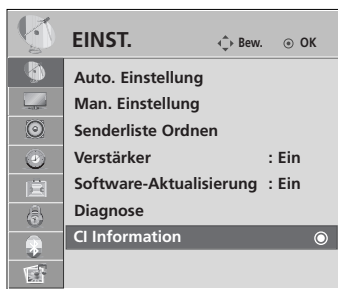 EINST. Bew. OK
Auto. Einstellung
Man. Einstellung
Senderliste Ordnen
Verstärker : Ein
Software-Aktualisierung : Ein
Diagnose
CI Information